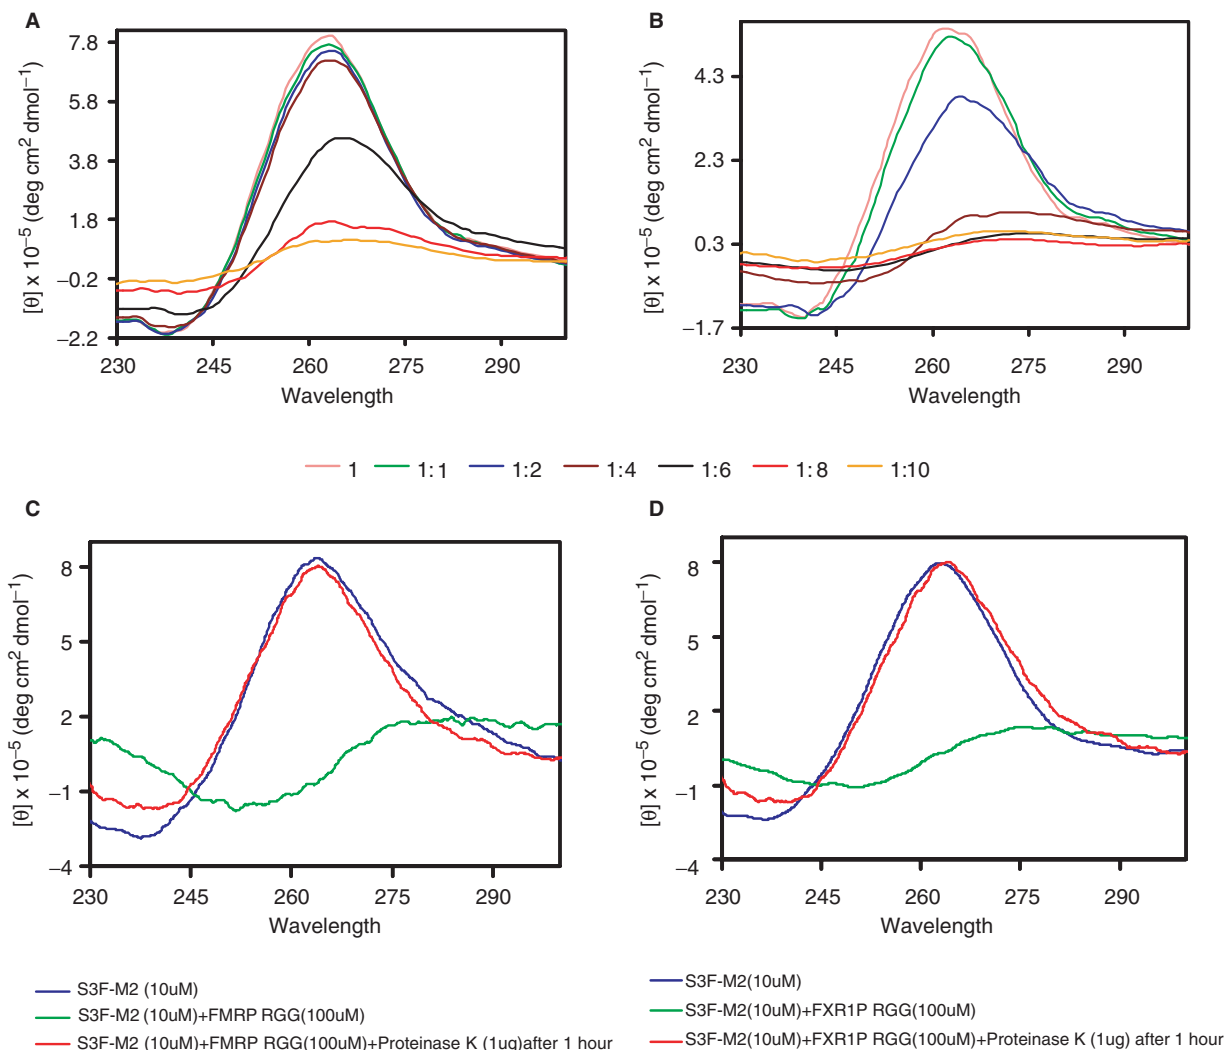 A
B
[θ] x 10⁻⁵ (deg cm² dmol⁻¹)
7.8
5.8
3.8
1.8
−0.2
−2.2
230
245
260
275
290
Wavelength
[θ] x 10⁻⁵ (deg cm² dmol⁻¹)
4.3
2.3
0.3
−1.7
230
245
260
275
290
Wavelength
1
1:1
1:2
1:4
1:6
1:8
1:10
C
D
[θ] x 10⁻⁵ (deg cm² dmol⁻¹)
8
5
2
−1
−4
230
245
260
275
290
Wavelength
[θ] x 10⁻⁵ (deg cm² dmol⁻¹)
8
5
2
−1
−4
230
245
260
275
290
Wavelength
S3F-M2 (10uM)
S3F-M2 (10uM)+FMRP RGG(100uM)
S3F-M2 (10uM)+FMRP RGG(100uM)+Proteinase K (1ug)after 1 hour
S3F-M2(10uM)
S3F-M2(10uM)+FXR1P RGG(100uM)
S3F-M2(10uM)+FXR1P RGG(100uM)+Proteinase K (1ug) after 1 hour